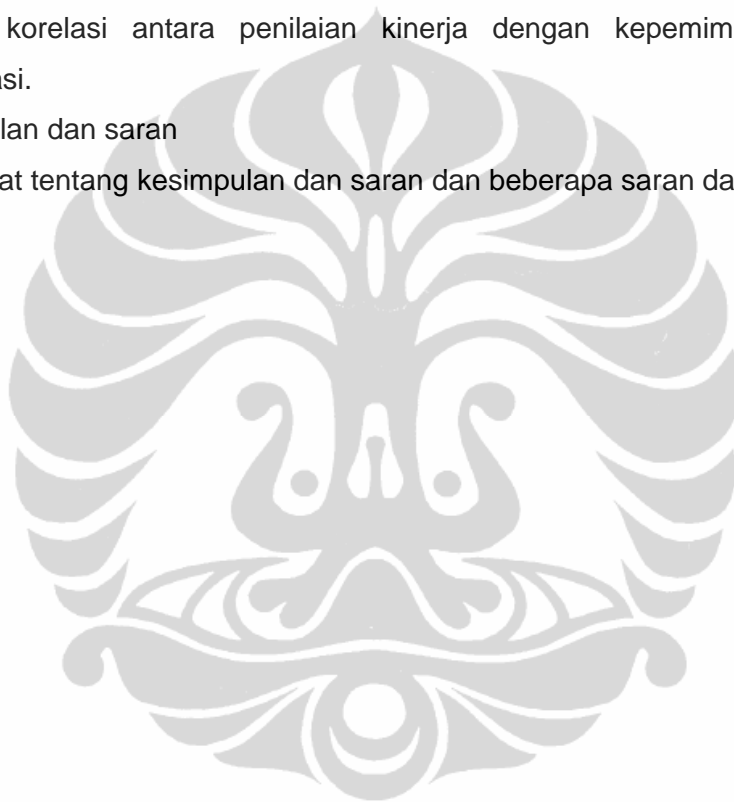 korelasi antara penilaian kinerja dengan kepemim
asi.
lan dan saran
at tentang kesimpulan dan saran dan beberapa saran da